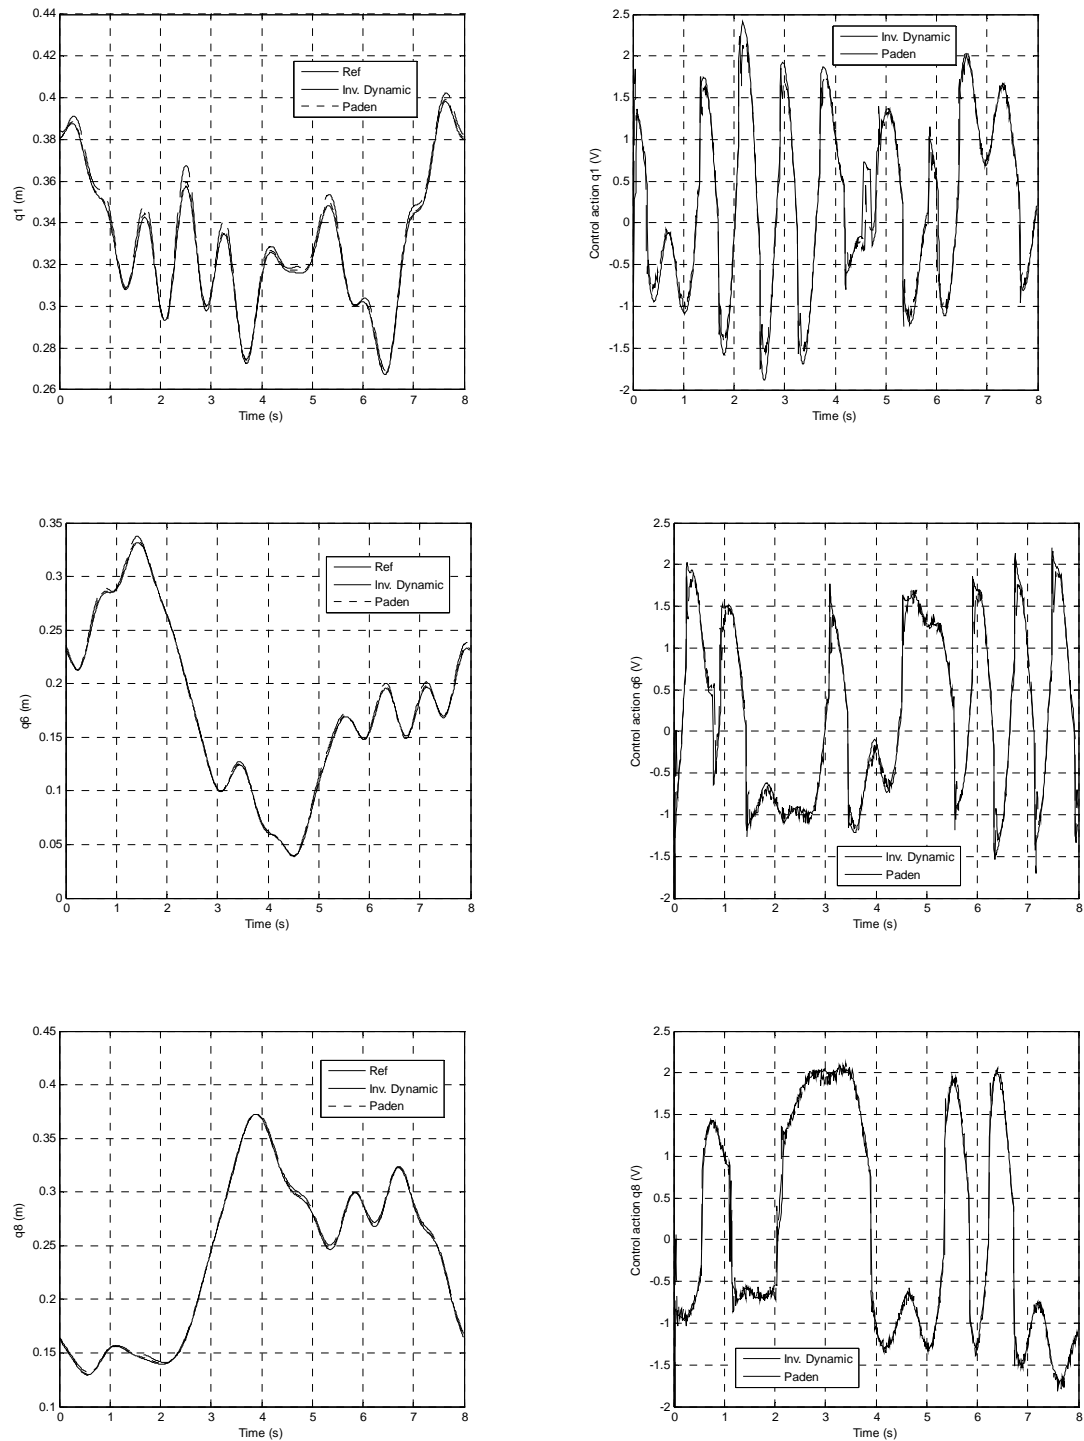 0.44
0.42
0.4
0.38
0.36
0.34
0.32
0.3
0.28
0.26
q1 (m)
Ref
Inv. Dynamic
Paden
0 1 2 3 4 5 6 7 8
Time (s)
2.5
2
1.5
1
0.5
0
-0.5
-1
-1.5
-2
Control action q1 (V)
Inv. Dynamic
Paden
0 1 2 3 4 5 6 7 8
Time (s)
0.35
0.3
0.25
0.2
0.15
0.1
0.05
0
q6 (m)
Ref
Inv. Dynamic
Paden
0 1 2 3 4 5 6 7 8
Time (s)
2.5
2
1.5
1
0.5
0
-0.5
-1
-1.5
-2
Control action q6 (V)
Inv. Dynamic
Paden
0 1 2 3 4 5 6 7 8
Time (s)
0.45
0.4
0.35
0.3
0.25
0.2
0.15
0.1
q8 (m)
Ref
Inv. Dynamic
Paden
0 1 2 3 4 5 6 7 8
Time (s)
2.5
2
1.5
1
0.5
0
-0.5
-1
-1.5
-2
Control action q8 (V)
Inv. Dynamic
Paden
0 1 2 3 4 5 6 7 8
Time (s)